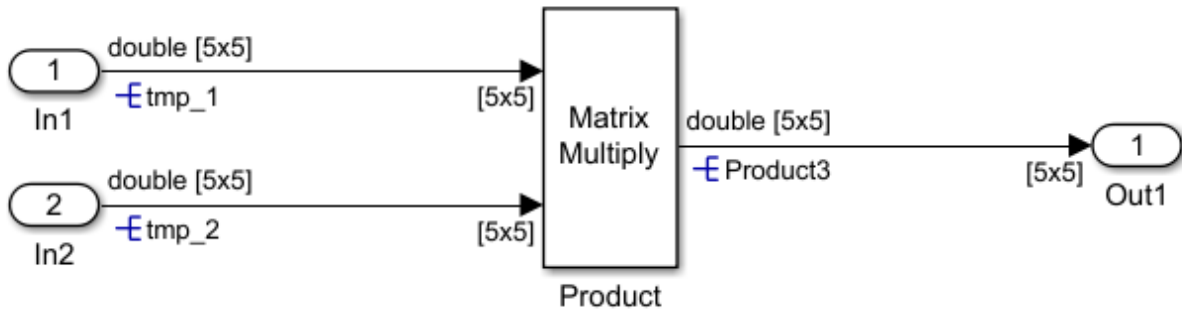 1
In1
double [5x5]
tmp_1
[5x5]
2
In2
double [5x5]
tmp_2
[5x5]
Matrix
Multiply
Product
double [5x5]
Product3
[5x5]
1
Out1